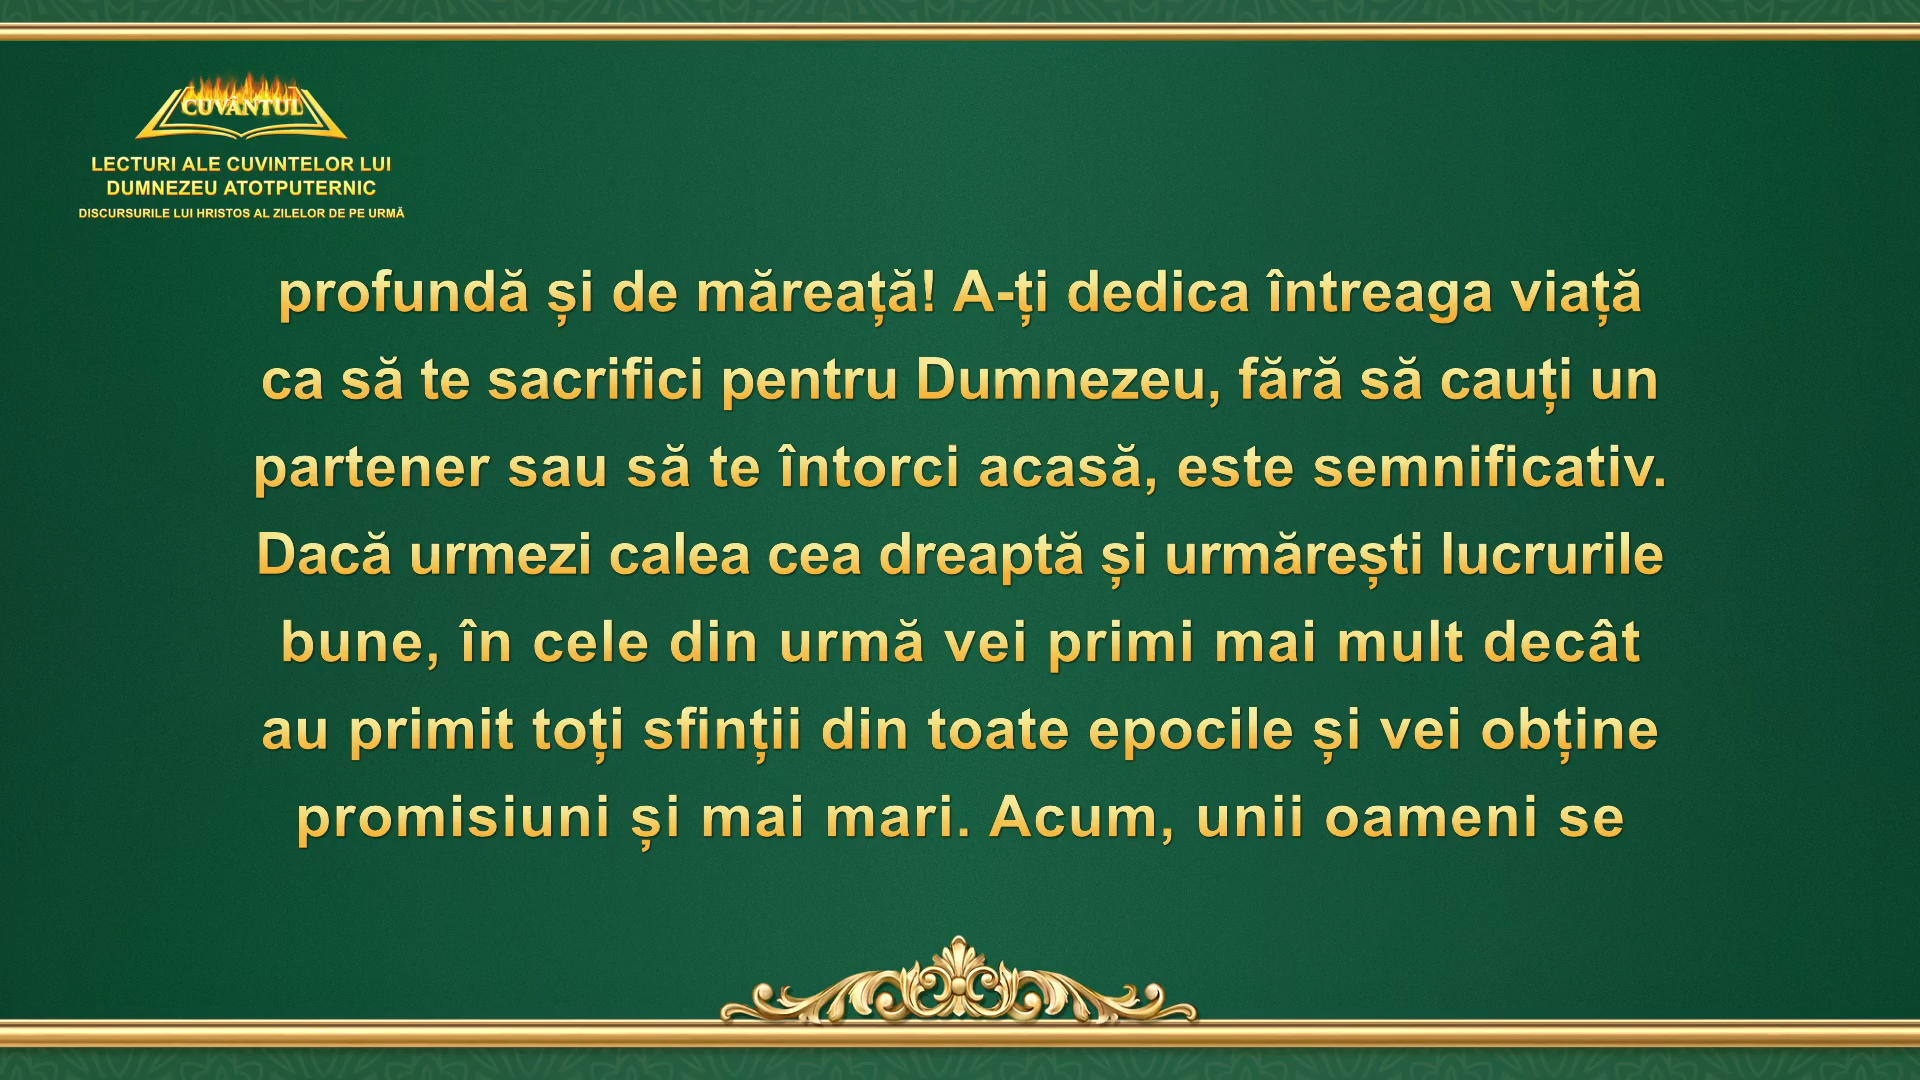 CUVÂNTUL
LECTURI ALE CUVINTELOR LUI
DUMNEZEU ATOTPUTERNIC
DISCURSURILE LUI HRISTOS AL ZILELOR DE PE URMĂ
profundă și de măreață! A-ți dedica întreaga viață
ca să te sacrifici pentru Dumnezeu, fără să cauți un
partener sau să te întorci acasă, este semnificativ.
Dacă urmezi calea cea dreaptă și urmărești lucrurile
bune, în cele din urmă vei primi mai mult decât
au primit toți sfinții din toate epocile și vei obține
promisiuni și mai mari. Acum, unii oameni se